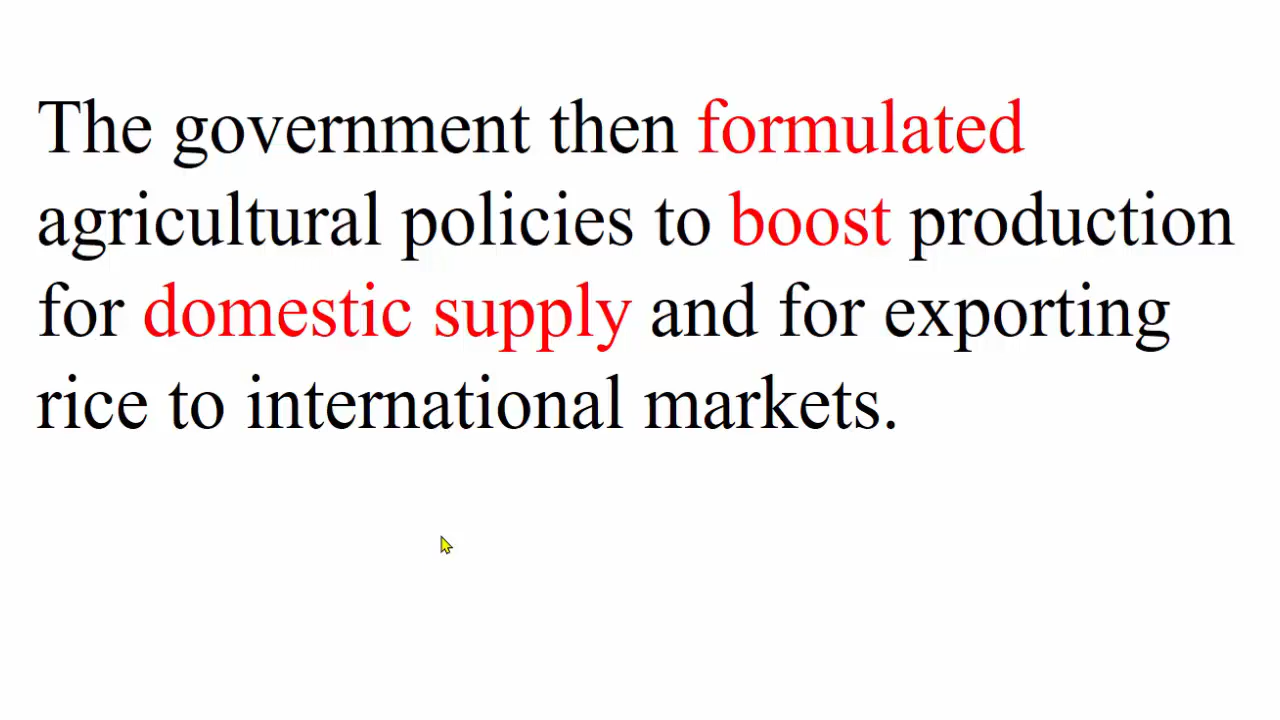 The government then formulated
agricultural policies to boost production
for domestic supply and for exporting
rice to international markets.